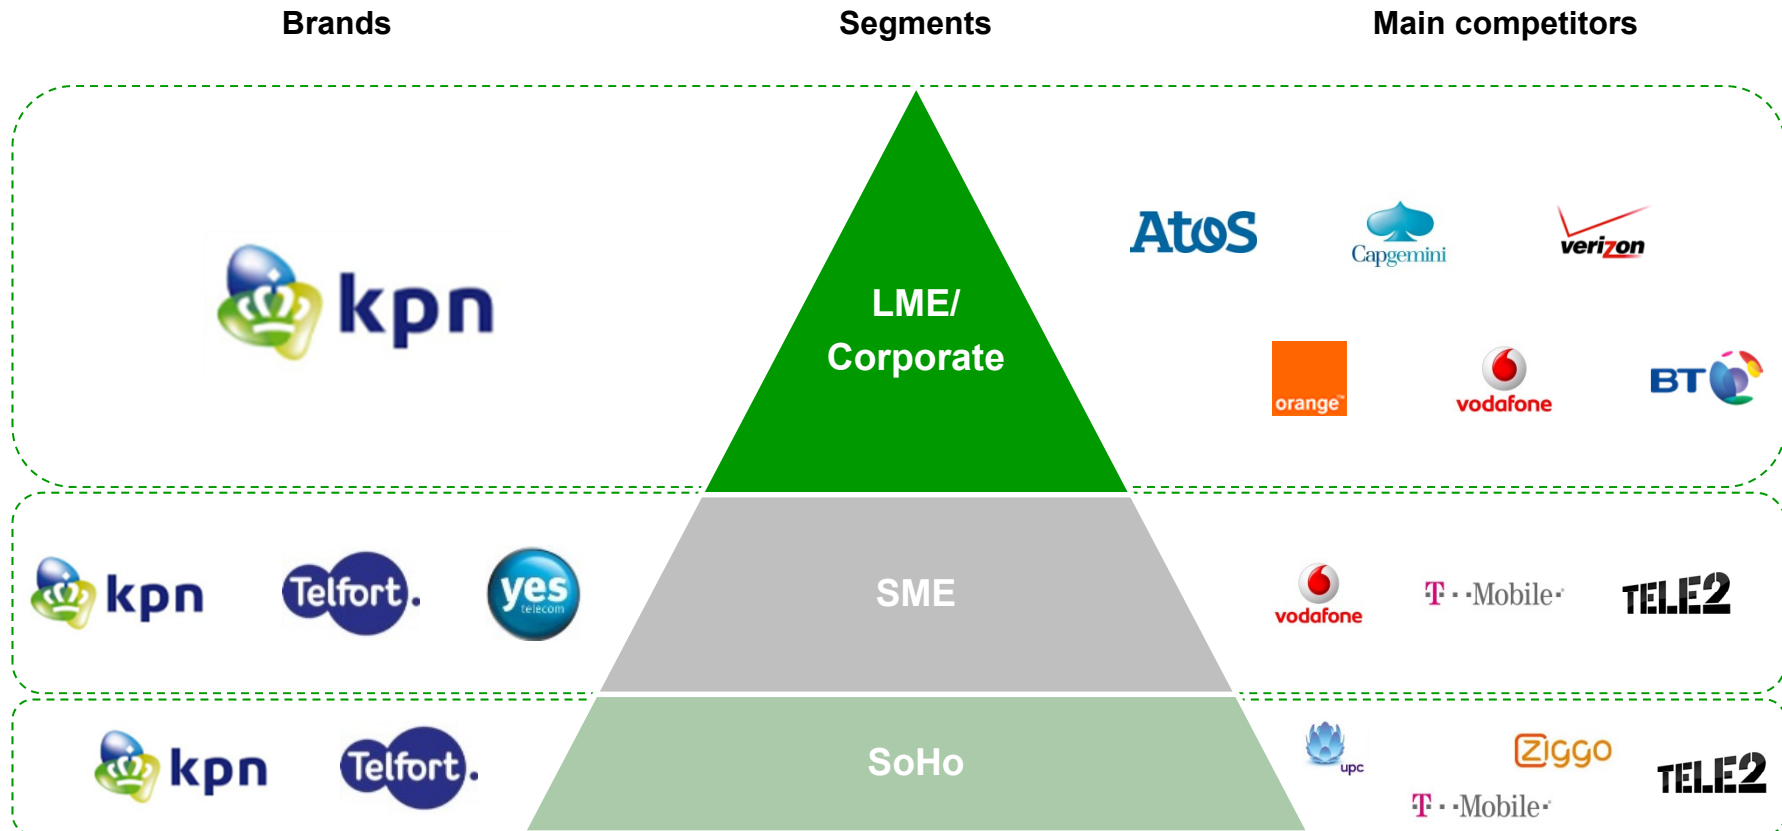 Brands
Segments
Main competitors
kpn
LME/
Corporate
Atos
Capgemini
verizon
orange™
vodafone
BT
kpn
Telfort.
yes
telecom
SME
vodafone
T··Mobile·
TELE2
kpn
Telfort.
SoHo
upc
ziggo
T··Mobile·
TELE2